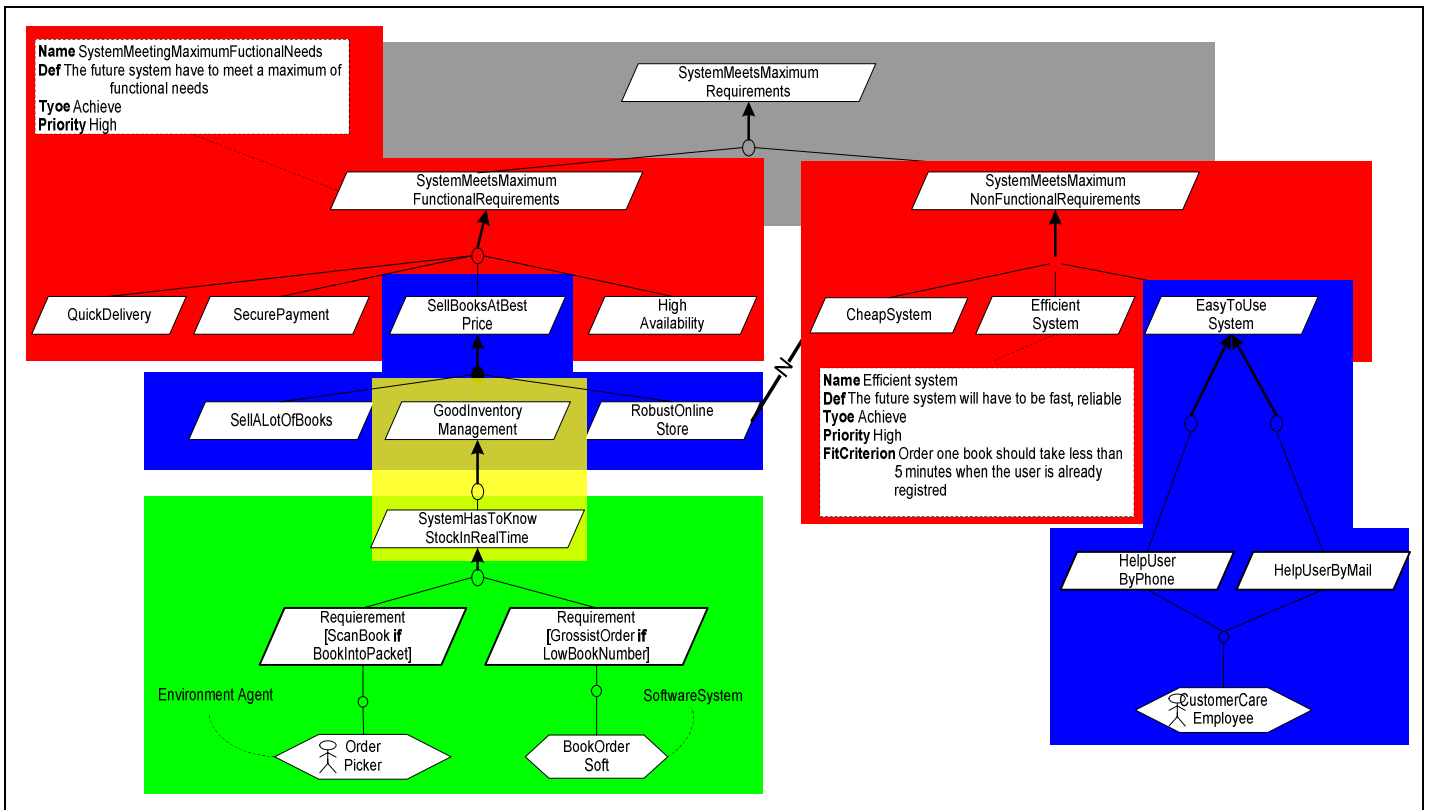 Name SystemMeetingMaximumFuctionalNeeds
Def The future system have to meet a maximum of
functional needs
Tyoe Achieve
Priority High
SystemMeetsMaximum
Requirements
SystemMeetsMaximum
FunctionalRequirements
SystemMeetsMaximum
NonFunctionalRequirements
QuickDelivery
SecurePayment
SellBooksAtBest
Price
High
Availability
CheapSystem
Efficient
System
EasyToUse
System
N
Name Efficient system
Def The future system will have to be fast, reliable
Tyoe Achieve
Priority High
FitCriterion Order one book should take less than
5 minutes when the user is already
registred
SellALotOfBooks
GoodInventory
Management
RobustOnline
Store
SystemHasToKnow
StockInRealTime
HelpUser
ByPhone
HelpUserByMail
Requierement
[ScanBook if
BookIntoPacket]
Requirement
[GrossistOrder if
LowBookNumber]
Environment Agent
SoftwareSystem
Order
Picker
BookOrder
Soft
CustomerCare
Employee